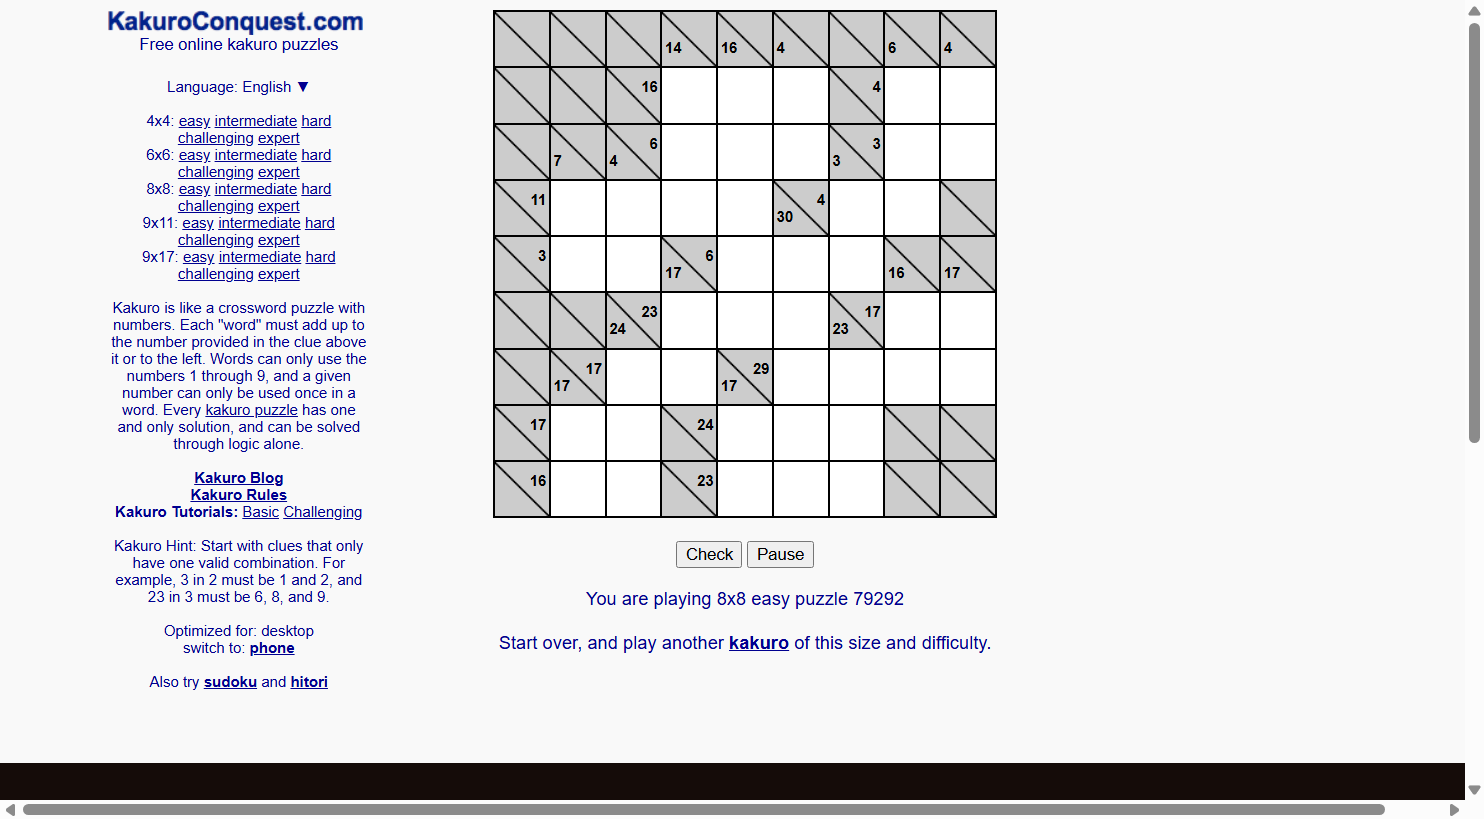 KakuroConquest.com
Free online kakuro puzzles
Language: English ▼
4x4: easy intermediate hard
challenging expert
6x6: easy intermediate hard
challenging expert
8x8: easy intermediate hard
challenging expert
9x11: easy intermediate hard
challenging expert
9x17: easy intermediate hard
challenging expert
Kakuro is like a crossword puzzle with
numbers. Each "word" must add up to
the number provided in the clue above
it or to the left. Words can only use the
numbers 1 through 9, and a given
number can only be used once in a
word. Every kakuro puzzle has one
and only solution, and can be solved
through logic alone.
Kakuro Blog
Kakuro Rules
Kakuro Tutorials: Basic Challenging
Kakuro Hint: Start with clues that only
have one valid combination. For
example, 3 in 2 must be 1 and 2, and
23 in 3 must be 6, 8, and 9.
Optimized for: desktop
switch to: phone
Also try sudoku and hitori
14 16 4 6 4
16 4
6 3
7 4 3
11 4
30
3 6
17 16 17
23 17
24 23
17 29
17 17
17 24
16 23
Check Pause
You are playing 8x8 easy puzzle 79292
Start over, and play another kakuro of this size and difficulty.